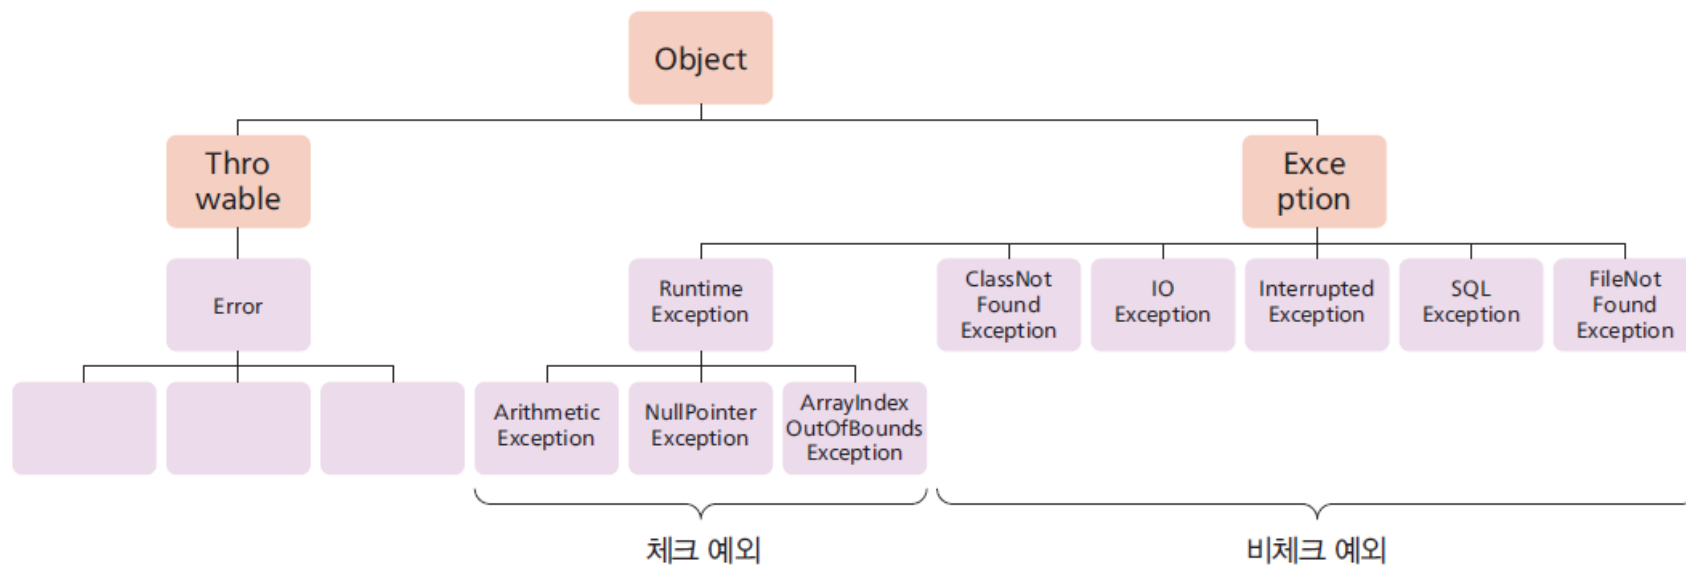 Object
Thro
wable
Exce
ption
Error
Runtime
Exception
ClassNot
Found
Exception
IO
Exception
Interrupted
Exception
SQL
Exception
FileNot
Found
Exception
Arithmetic
Exception
NullPointer
Exception
ArrayIndex
OutOfBounds
Exception
체크 예외
비체크 예외